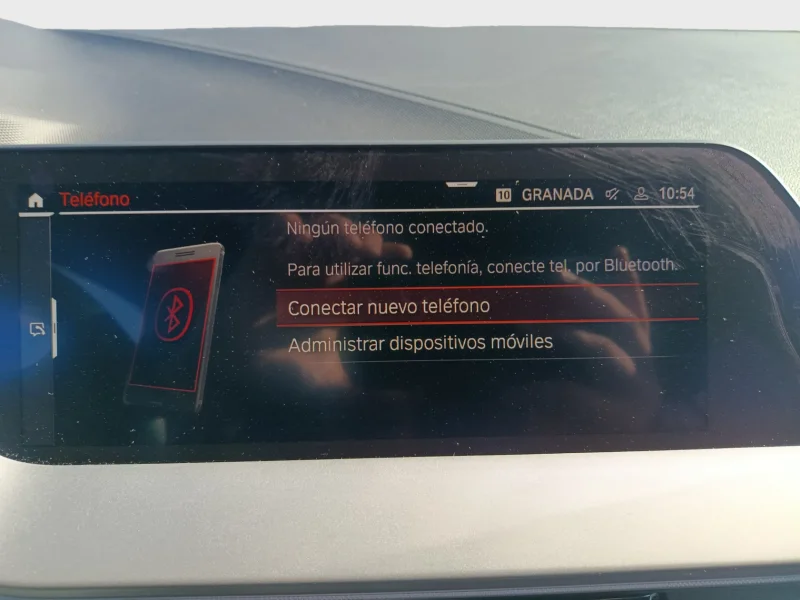 Teléfono
10 GRANADA 10:54
Ningún teléfono conectado.
Para utilizar func. telefonía, conecte tel. por Bluetooth.
Conectar nuevo teléfono
Administrar dispositivos móviles